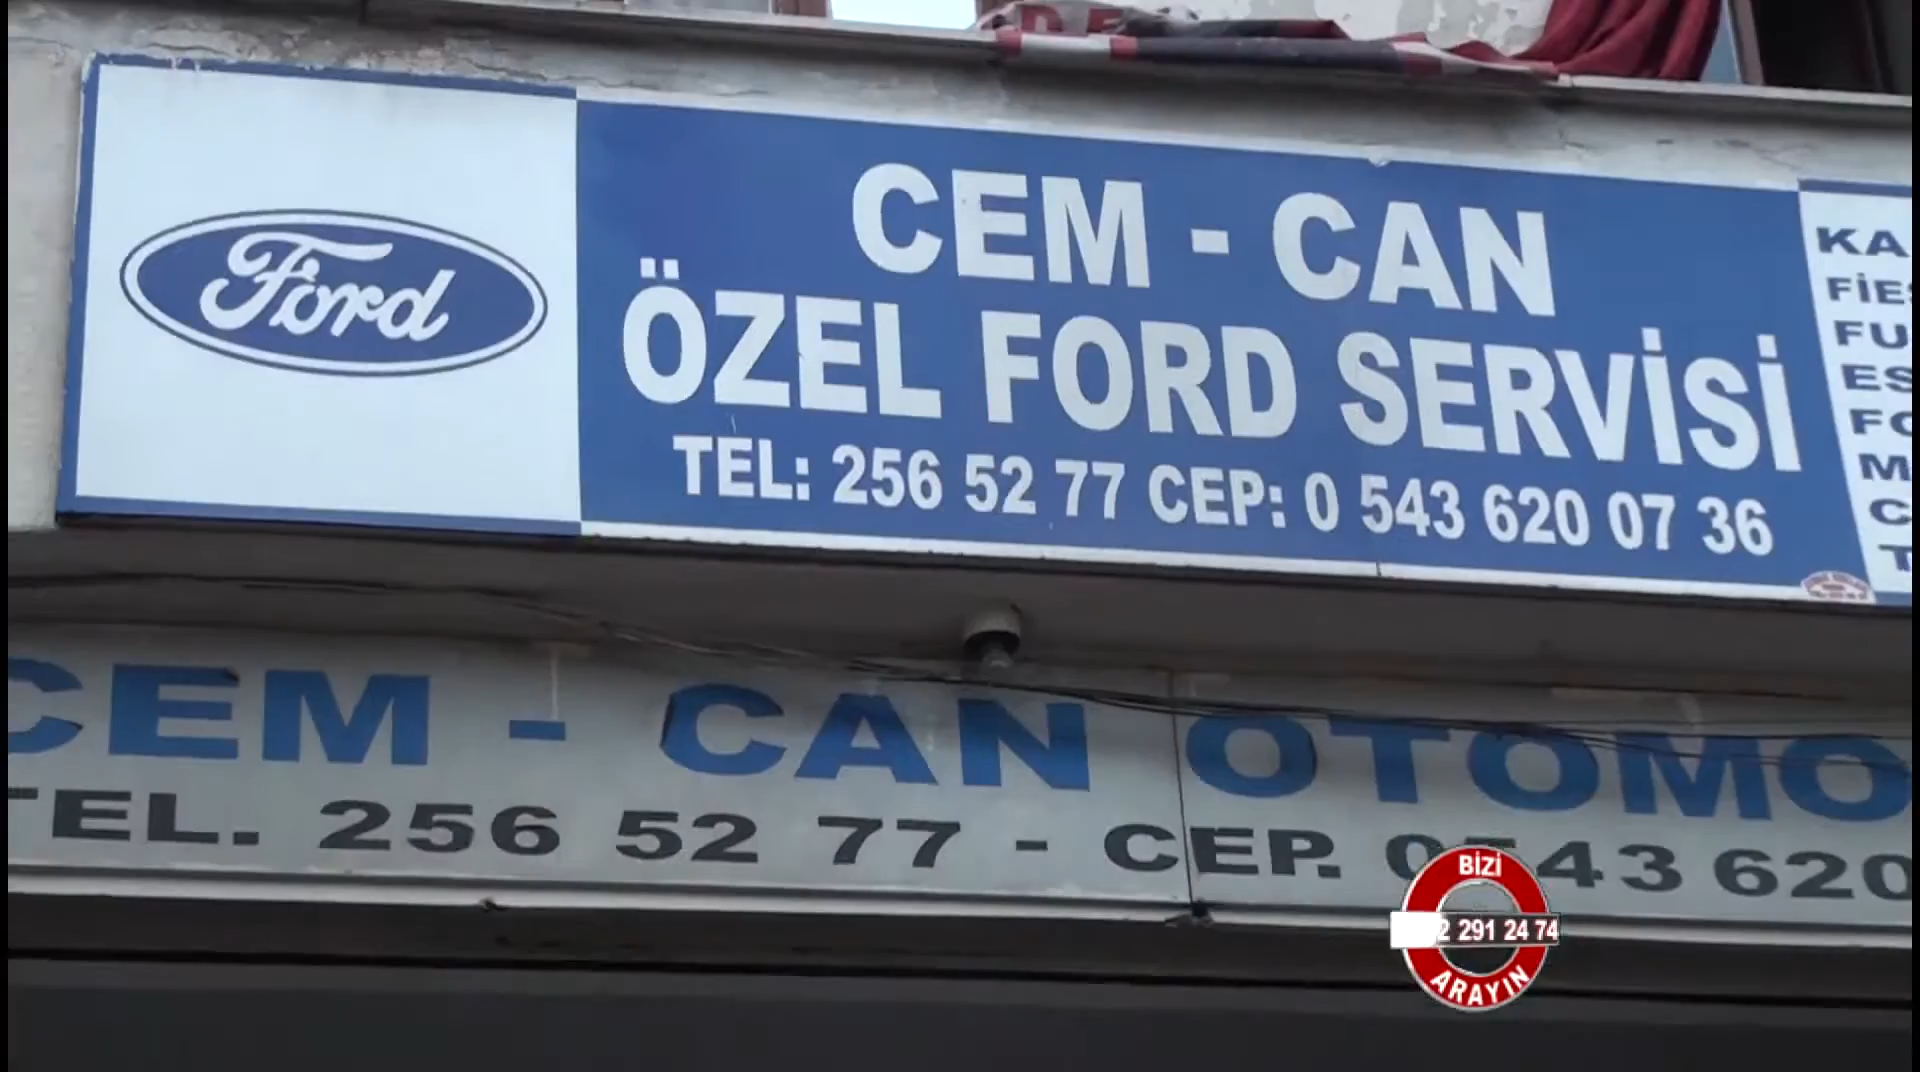 Ford
CEM - CAN
ÖZEL FORD SERVİSİ
TEL: 256 52 77 CEP: 0 543 620 07 36
CEM - CAN
TEL. 256 52 77 - CEP. 0543 620
BİZİ
2 291 24 74
ARAYIN